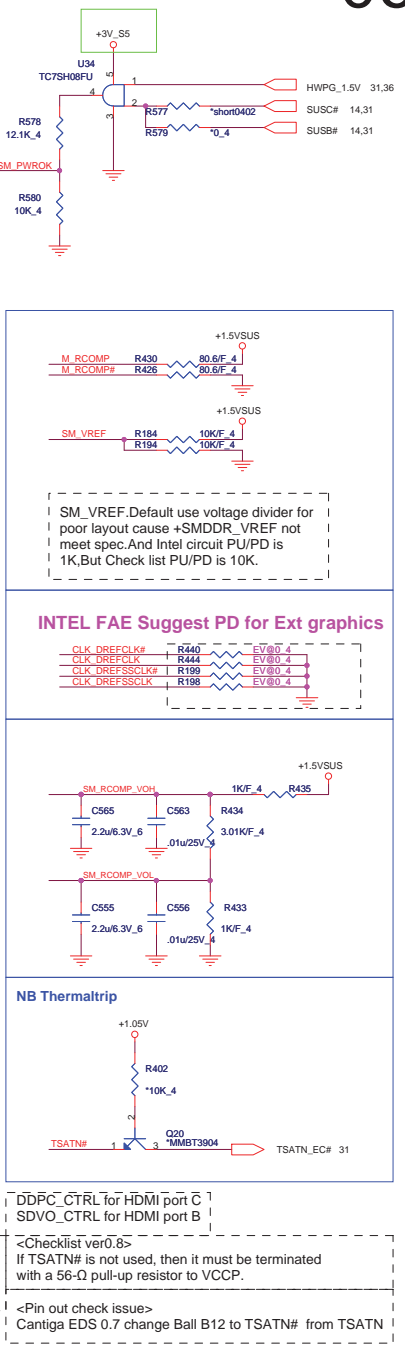 +3V_S5
U34
TC7SH08FU
5
4
1
2
3
HWPG_1.5V 31,36
R577 *short0402 SUSC# 14,31
R579 *0_4 SUSB# 14,31
R578
12.1K_4
SM_PWROK
R580
10K_4
+1.5VSUS
M_RCOMP R430 80.6/F_4
M_RCOMP# R426 80.6/F_4
+1.5VSUS
SM_VREF R184 10K/F_4
R194 10K/F_4
SM_VREF.Default use voltage divider for
poor layout cause +SMDDR_VREF not
meet spec.And Intel circuit PU/PD is
1K,But Check list PU/PD is 10K.
INTEL FAE Suggest PD for Ext graphics
CLK_DREFCLK# R440 EV@0_4
CLK_DREFCLK R444 EV@0_4
CLK_DREFSSCLK# R199 EV@0_4
CLK_DREFSSCLK R198 EV@0_4
+1.5VSUS
SM_RCOMP_VOH 1K/F_4 R435
C565 C563 R434
2.2u/6.3V_6 .01u/25V_4 3.01K/F_4
SM_RCOMP_VOL
C555 C556 R433
2.2u/6.3V_6 .01u/25V_4 1K/F_4
NB Thermaltrip
+1.05V
R402
*10K_4
2
Q20
TSATN# 1 3 *MMBT3904 TSATN_EC# 31
DDPC_CTRL for HDMI port C
SDVO_CTRL for HDMI port B
<Checklist ver0.8>
If TSATN# is not used, then it must be terminated
with a 56-Ω pull-up resistor to VCCP.
<Pin out check issue>
Cantiga EDS 0.7 change Ball B12 to TSATN# from TSATN